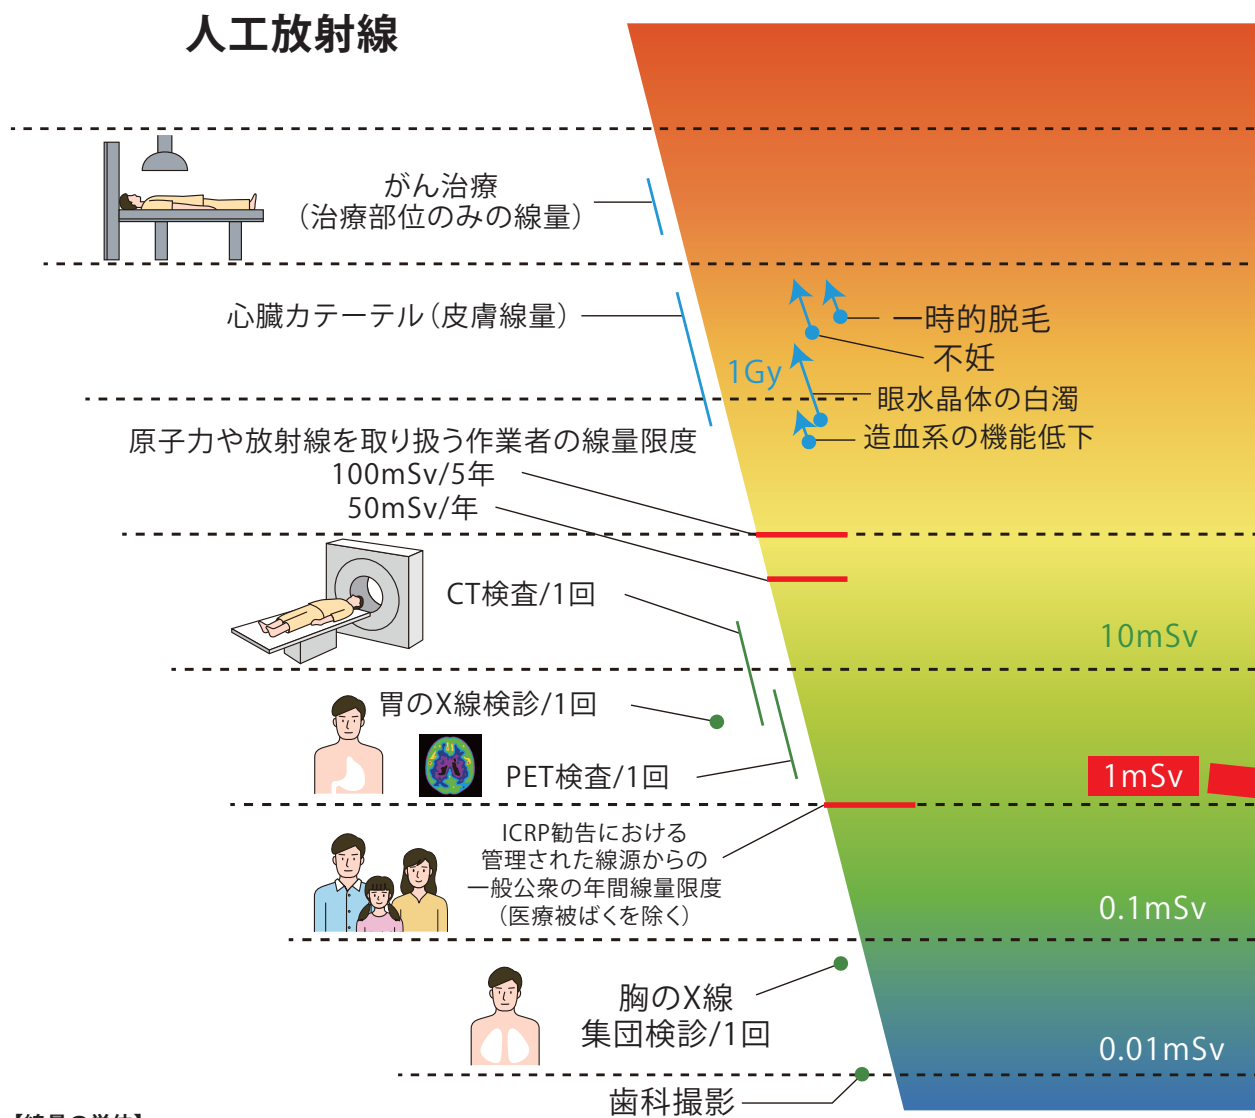 人工放射線
がん治療
（治療部位のみの線量）
心臓カテーテル（皮膚線量）
一時的脱毛
不妊
1Gy
眼水晶体の白濁
造血系の機能低下
原子力や放射線を取り扱う作業者の線量限度
100mSv/5年
50mSv/年
CT検査/1回
10mSv
胃のX線検診/1回
PET検査/1回
1mSv
ICRP勧告における
管理された線源からの
一般公衆の年間線量限度
（医療被ばくを除く）
0.1mSv
胸のX線
集団検診/1回
0.01mSv
歯科撮影